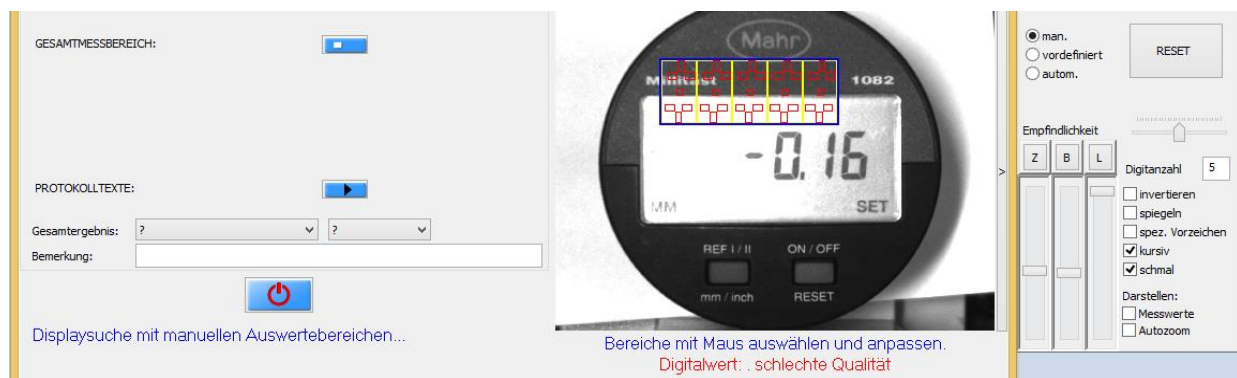 GESAMTMESSBEREICH:
PROTOKOLLTEXTE:
Gesamtergebnis: ? ?
Bemerkung:
Displaysuche mit manuellen Auswertebereichen...
Mahr
Millitast 1082
-0.16
MM SET
REF I / II ON / OFF
mm / inch RESET
>
Bereiche mit Maus auswählen und anpassen.
Digitalwert: . schlechte Qualität
man.
vordefiniert
autom.
RESET
Empfindlichkeit
Z B L
Digitanzahl 5
invertieren
spiegeln
spez. Vorzeichen
kursiv
schmal
Darstellen:
Messwerte
Autozoom